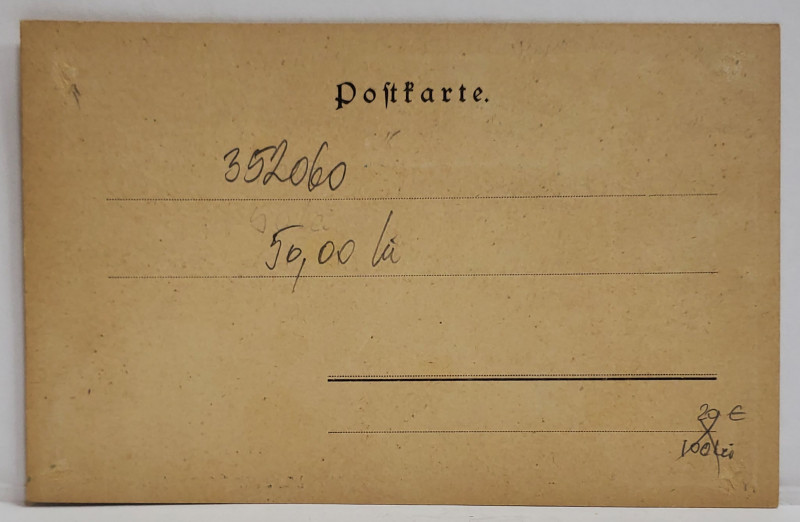 Poſtkarte.
352060
50,00 lei
20 €
100 lei